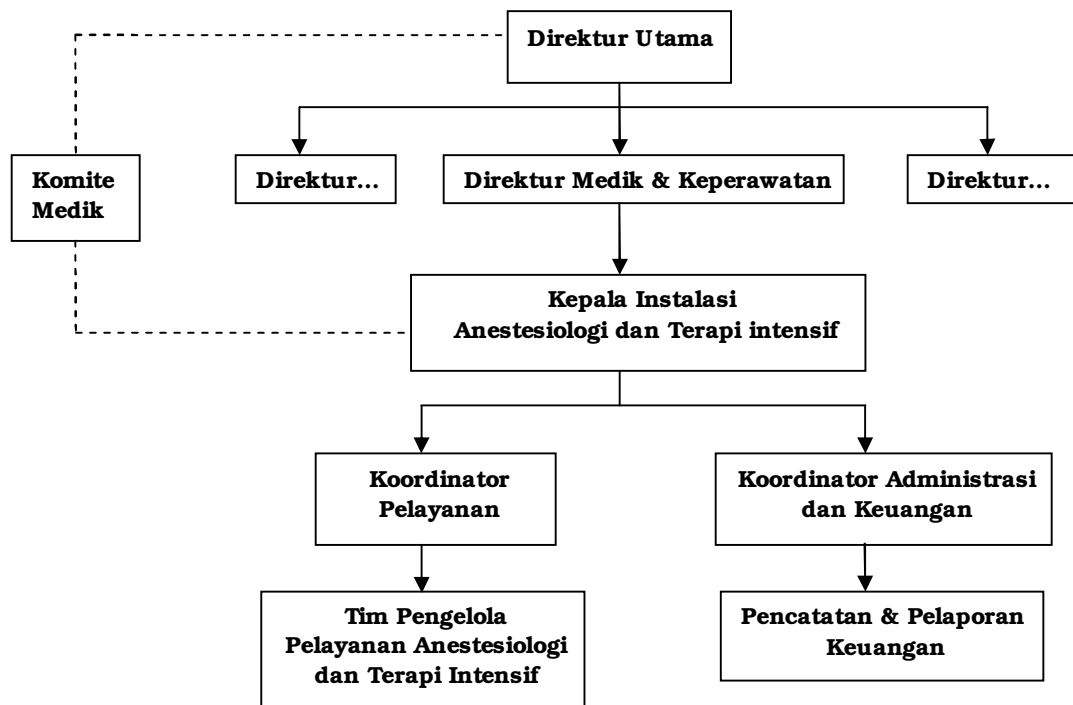 Direktur Utama
Komite
Medik
Direktur...
Direktur Medik & Keperawatan
Direktur...
Kepala Instalasi
Anestesiologi dan Terapi intensif
Koordinator
Pelayanan
Koordinator Administrasi
dan Keuangan
Tim Pengelola
Pelayanan Anestesiologi
dan Terapi Intensif
Pencatatan & Pelaporan
Keuangan